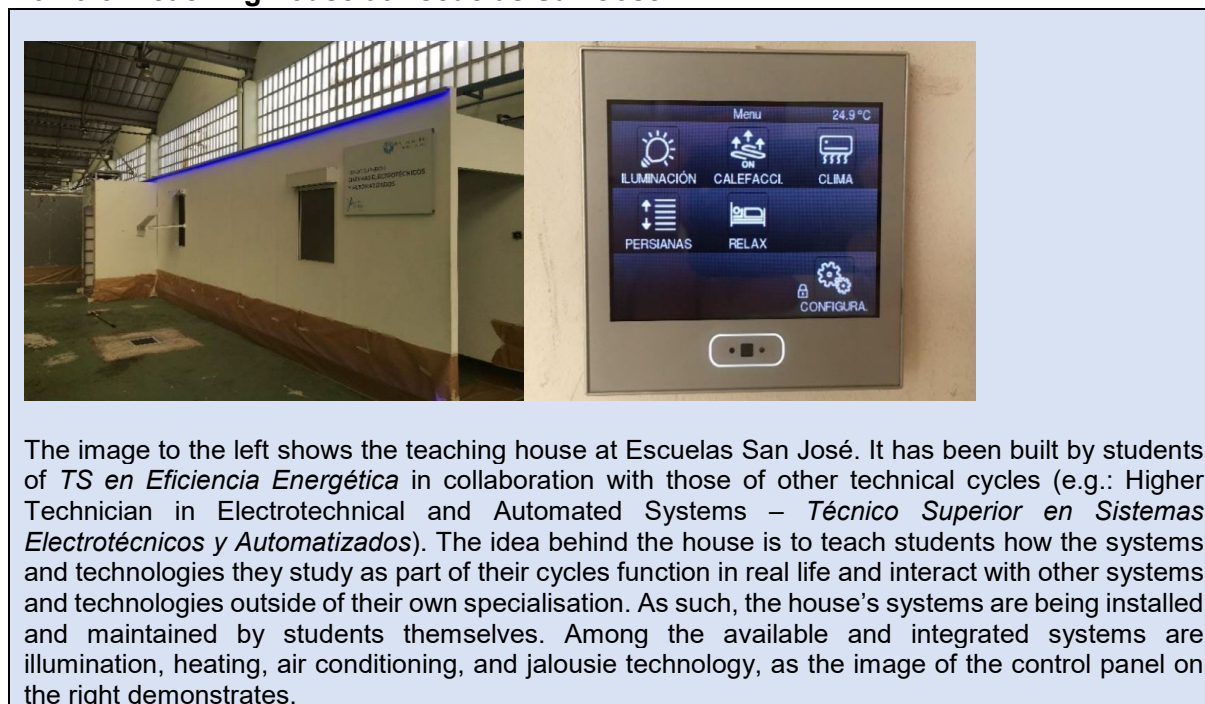 Menu 24.9 °C
ILUMINACIÓN CALEFACCI. CLIMA
ON
PERSIANAS RELAX
CONFIGURA.
The image to the left shows the teaching house at Escuelas San José. It has been built by students
of TS en Eficiencia Energética in collaboration with those of other technical cycles (e.g.: Higher
Technician in Electrotechnical and Automated Systems – Técnico Superior en Sistemas
Electrotécnicos y Automatizados). The idea behind the house is to teach students how the systems
and technologies they study as part of their cycles function in real life and interact with other systems
and technologies outside of their own specialisation. As such, the house's systems are being installed
and maintained by students themselves. Among the available and integrated systems are
illumination, heating, air conditioning, and jalousie technology, as the image of the control panel on
the right demonstrates.